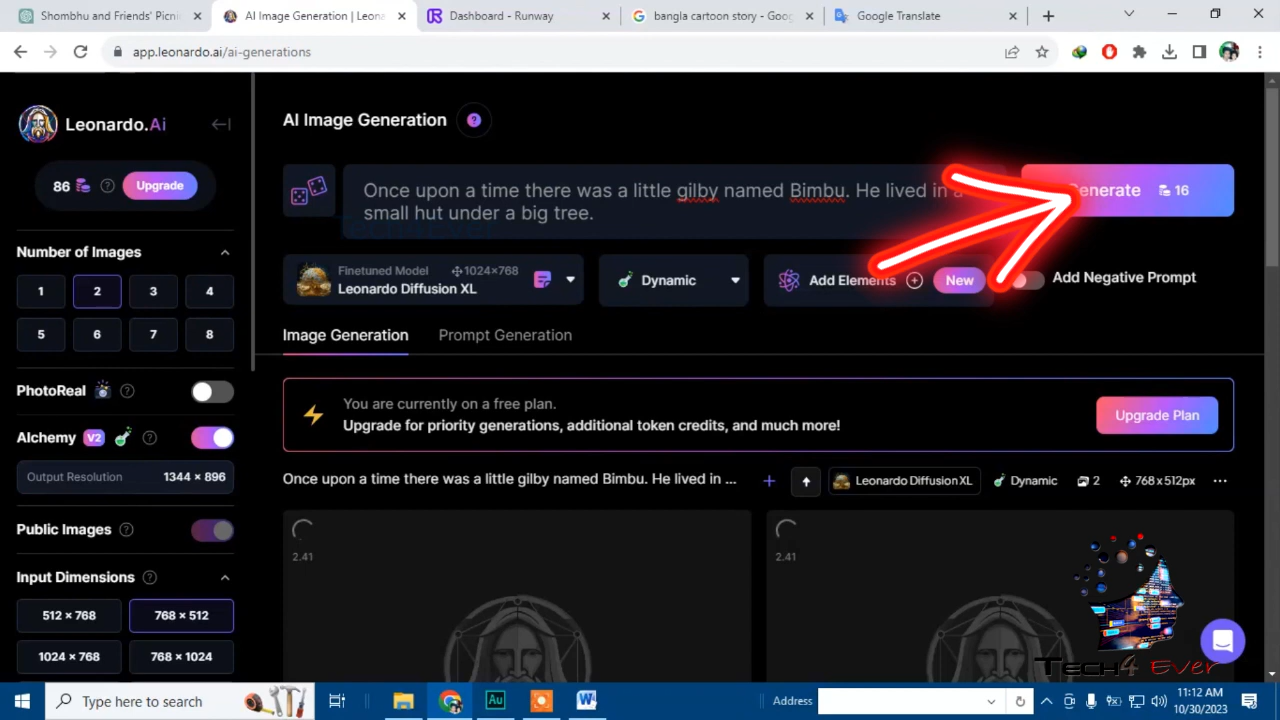 Shombhu and Friends' Picni
AI Image Generation | Leona
Dashboard - Runway
bangla cartoon story - Goog
Google Translate
app.leonardo.ai/ai-generations
Leonardo.Ai
86
Upgrade
Number of Images
1
2
3
4
5
6
7
8
PhotoReal
Alchemy V2
Output Resolution 1344 × 896
Public Images
Input Dimensions
512 × 768
768 × 512
1024 × 768
768 × 1024
AI Image Generation
Once upon a time there was a little gilby named Bimbu. He lived in a
small hut under a big tree.
Generate 16
Finetuned Model 1024×768
Leonardo Diffusion XL
Dynamic
Add Elements
New
Add Negative Prompt
Image Generation
Prompt Generation
You are currently on a free plan.
Upgrade for priority generations, additional token credits, and much more!
Upgrade Plan
Once upon a time there was a little gilby named Bimbu. He lived in ...
Leonardo Diffusion XL
Dynamic
2
768 x 512px
2.41
2.41
Tech4 Ever
Type here to search
Au
W
Address
11:12 AM
10/30/2023